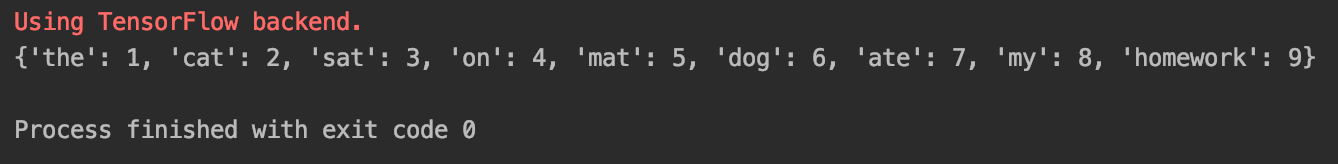 Using TensorFlow backend.
{'the': 1, 'cat': 2, 'sat': 3, 'on': 4, 'mat': 5, 'dog': 6, 'ate': 7, 'my': 8, 'homework': 9}
Process finished with exit code 0